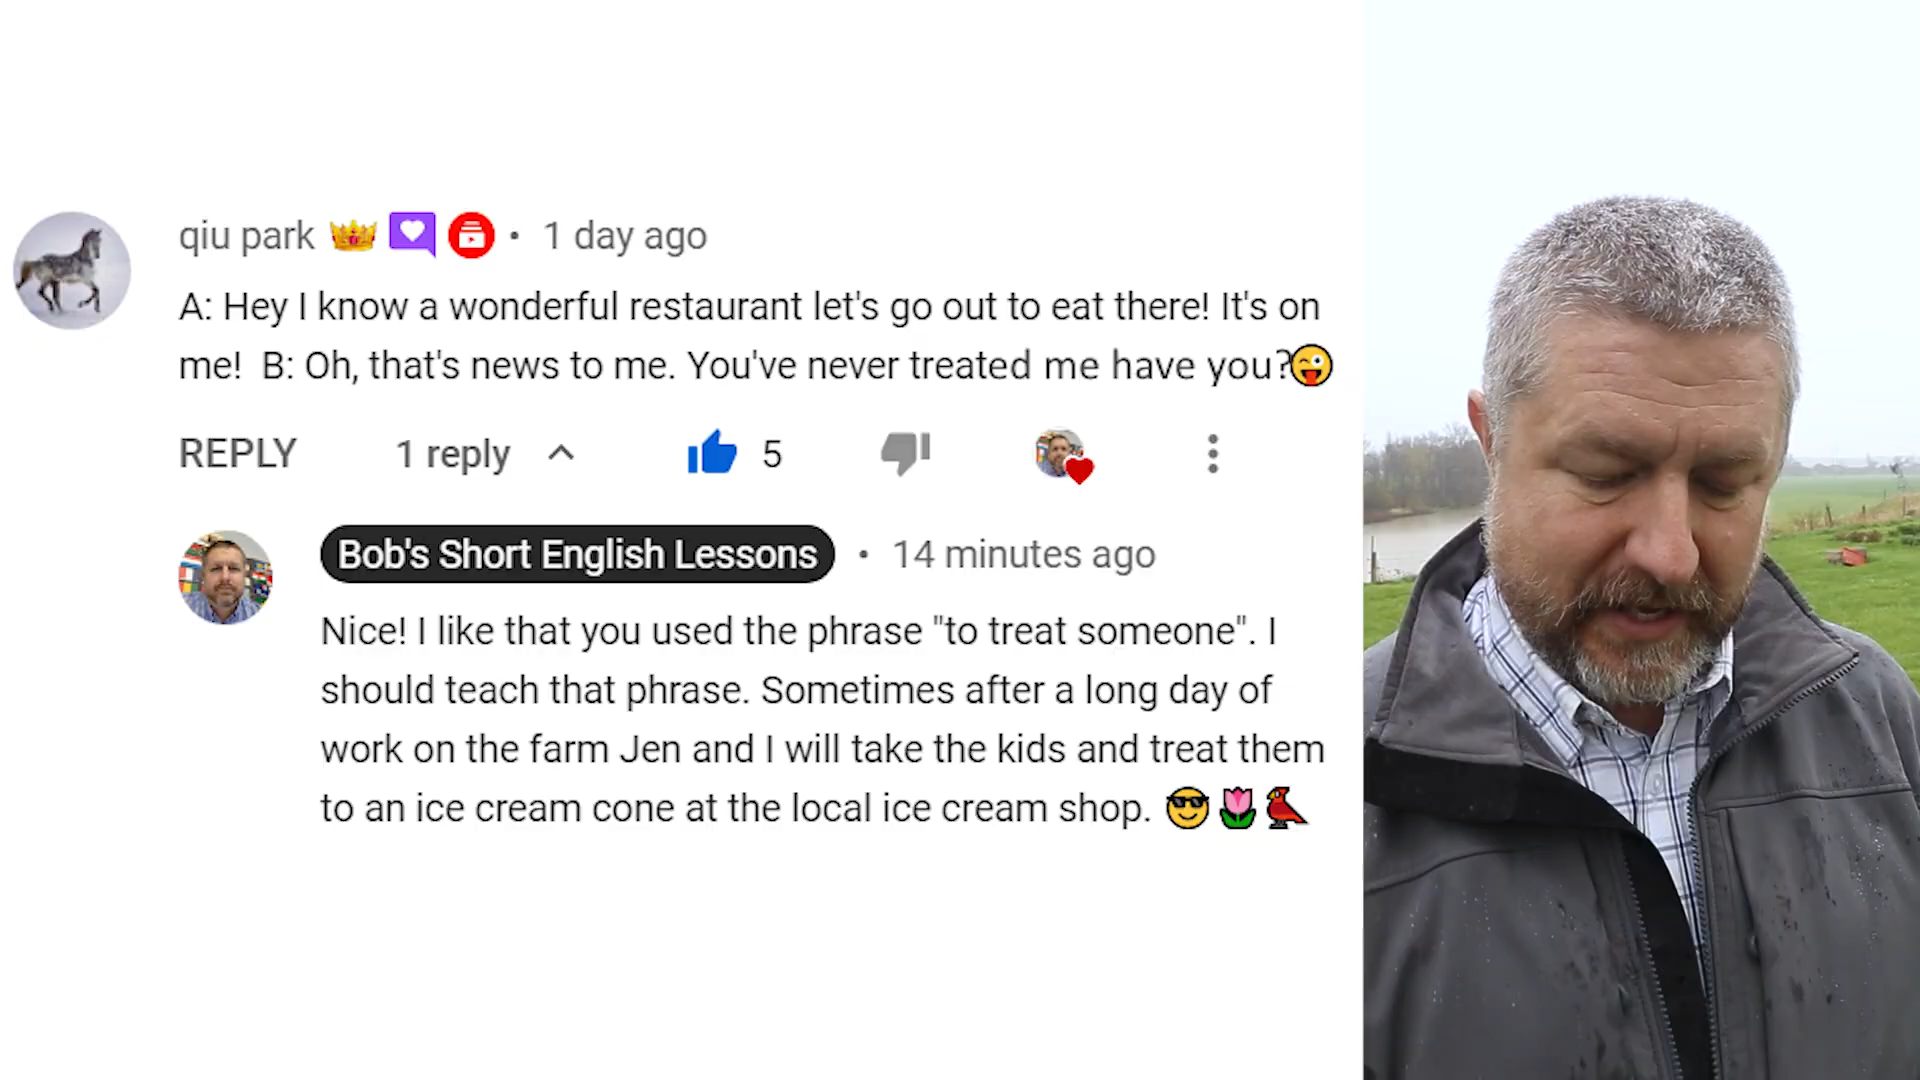 qiu park 👑 • 1 day ago
A: Hey I know a wonderful restaurant let's go out to eat there! It's on
me!  B: Oh, that's news to me. You've never treated me have you?😜
REPLY 1 reply 5
Bob's Short English Lessons • 14 minutes ago
Nice! I like that you used the phrase "to treat someone". I
should teach that phrase. Sometimes after a long day of
work on the farm Jen and I will take the kids and treat them
to an ice cream cone at the local ice cream shop. 😎🌷🐦